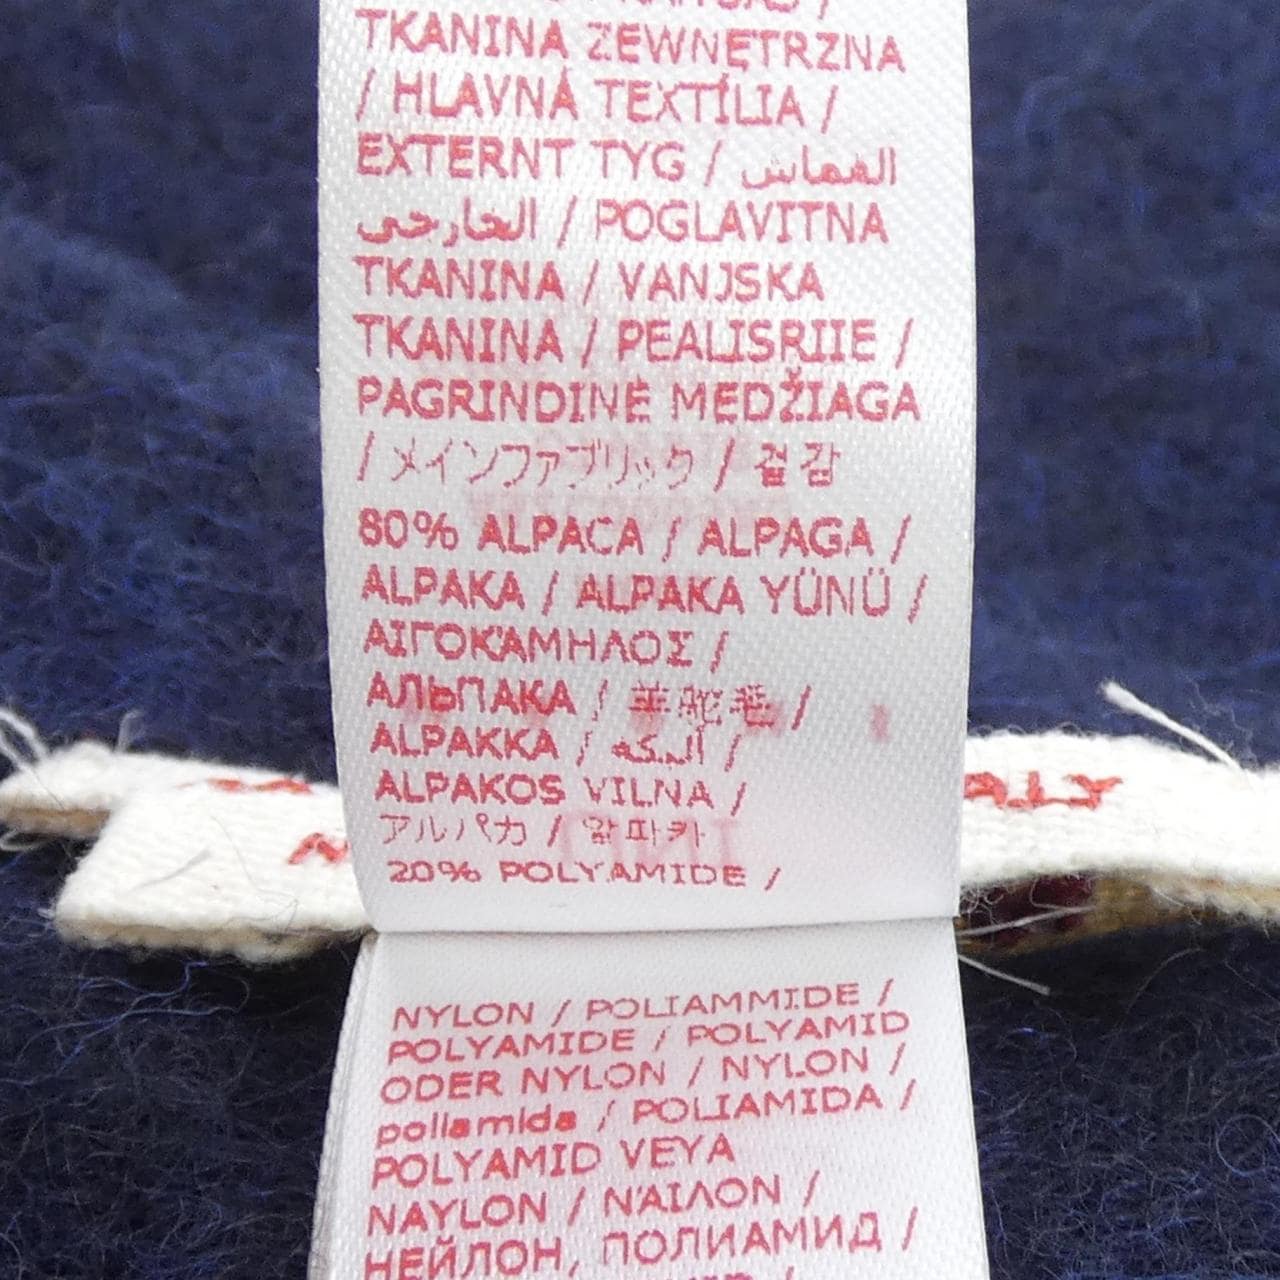 TKANINA ZEWNĘTRZNA
/ HLAVNÁ TEXTÍLIA /
EXTERNT TYG / القماش
الخارجي / POGLAVITNA
TKANINA / VANJSKA
TKANINA / PEALISRIIE /
PAGRINDINĖ MEDŽIAGA
/ メインファブリック / 겉감
80% ALPACA / ALPAGA /
ALPAKA / ALPAKA YÜNÜ /
ΑΙΓΟΚΆΜΗΛΟΣ /
АЛЬПАКА / 羊驼毛 /
ALPAKKA / البكه /
ALPAKOS VILNA /
アルパカ / 알파카
20% POLYAMIDE /
NYLON / POLIAMMIDE /
POLYAMIDE / POLYAMID
ODER NYLON / NYLON /
poliamida / POLIAMIDA /
POLYAMID VEYA
NAYLON / ΝΆΙΛΟΝ /
НЕЙЛОН, ПОЛИАМИД /